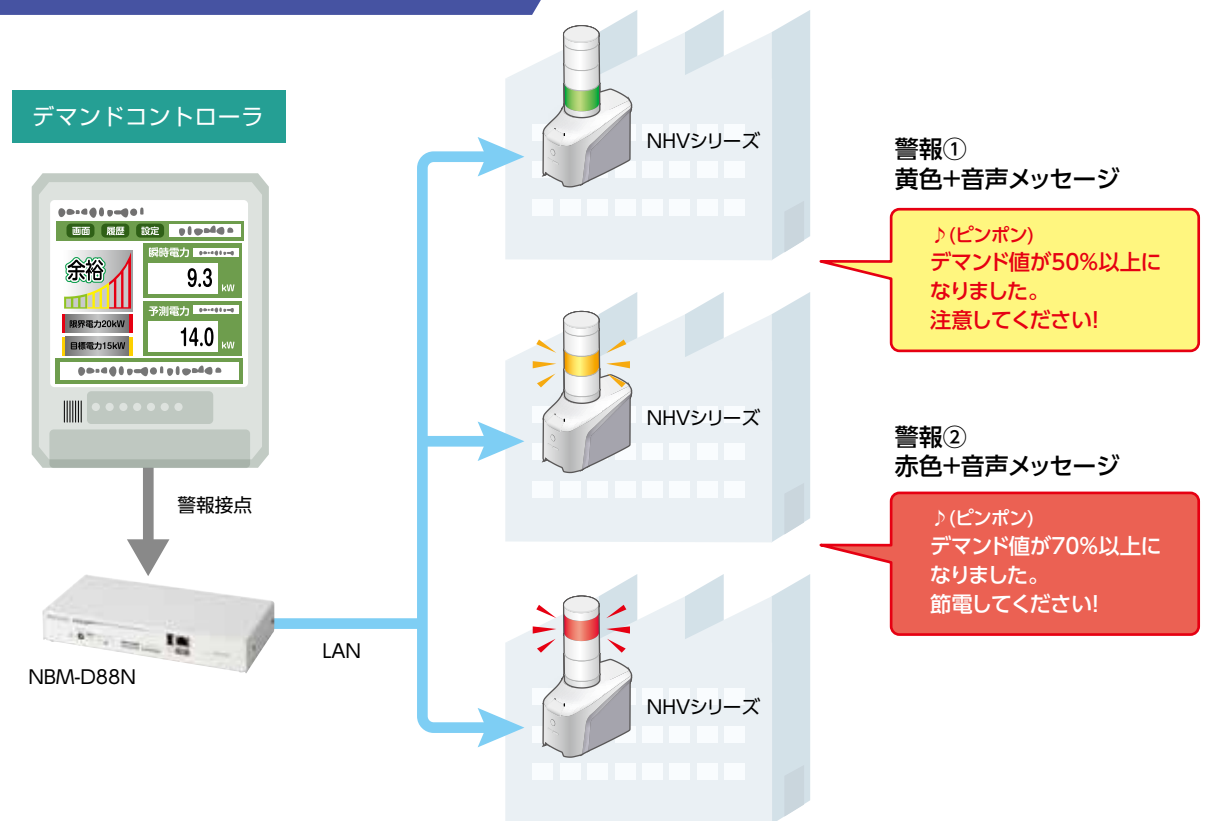 デマンドコントローラ
画面 履歴 設定
余裕
限界電力20kW
目標電力15kW
瞬時電力
9.3 kW
予測電力
14.0 kW
警報接点
NBM-D88N
LAN
NHVシリーズ
NHVシリーズ
NHVシリーズ
警報①
黄色+音声メッセージ
♪(ピンポン)
デマンド値が50%以上に
なりました。
注意してください!
警報②
赤色+音声メッセージ
♪(ピンポン)
デマンド値が70%以上に
なりました。
節電してください!